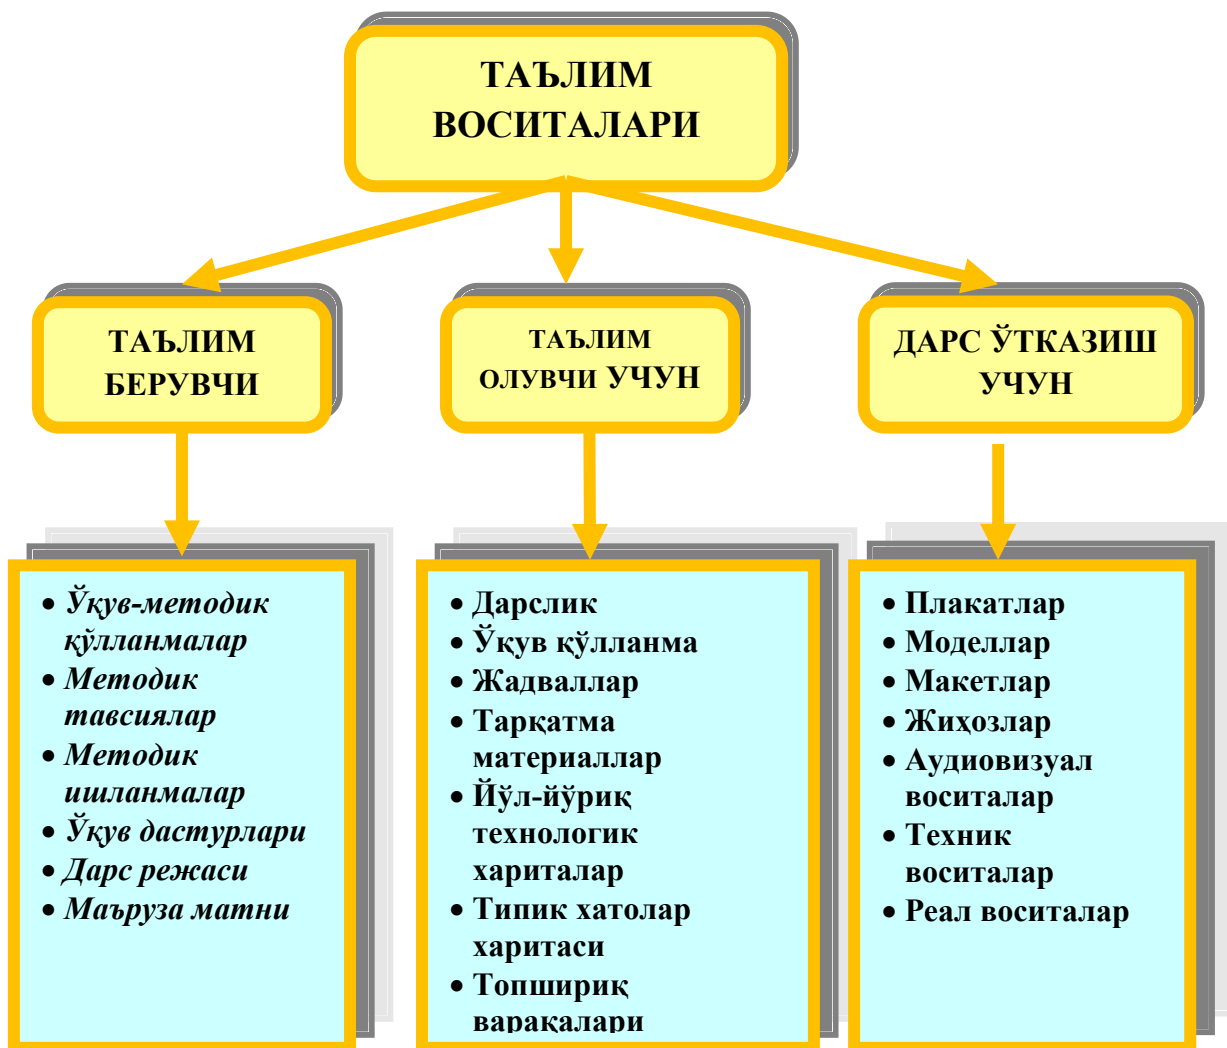 ТАЪЛИМ
ВОСИТАЛАРИ
ТАЪЛИМ
БЕРУВЧИ
ТАЪЛИМ
ОЛУВЧИ УЧУН
ДАРС ЎТКАЗИШ
УЧУН
• Ўқув-методик
қўлланмалар
• Методик
тавсиялар
• Методик
ишланмалар
• Ўқув дастурлари
• Дарс режаси
• Маъруза матни
• Дарслик
• Ўқув қўлланма
• Жадваллар
• Тарқатма
материаллар
• Йўл-йўриқ
технологик
хариталар
• Типик хатолар
харитаси
• Топшириқ
варақалари
• Плакатлар
• Моделлар
• Макетлар
• Жиҳозлар
• Аудиовизуал
воситалар
• Техник
воситалар
• Реал воситалар